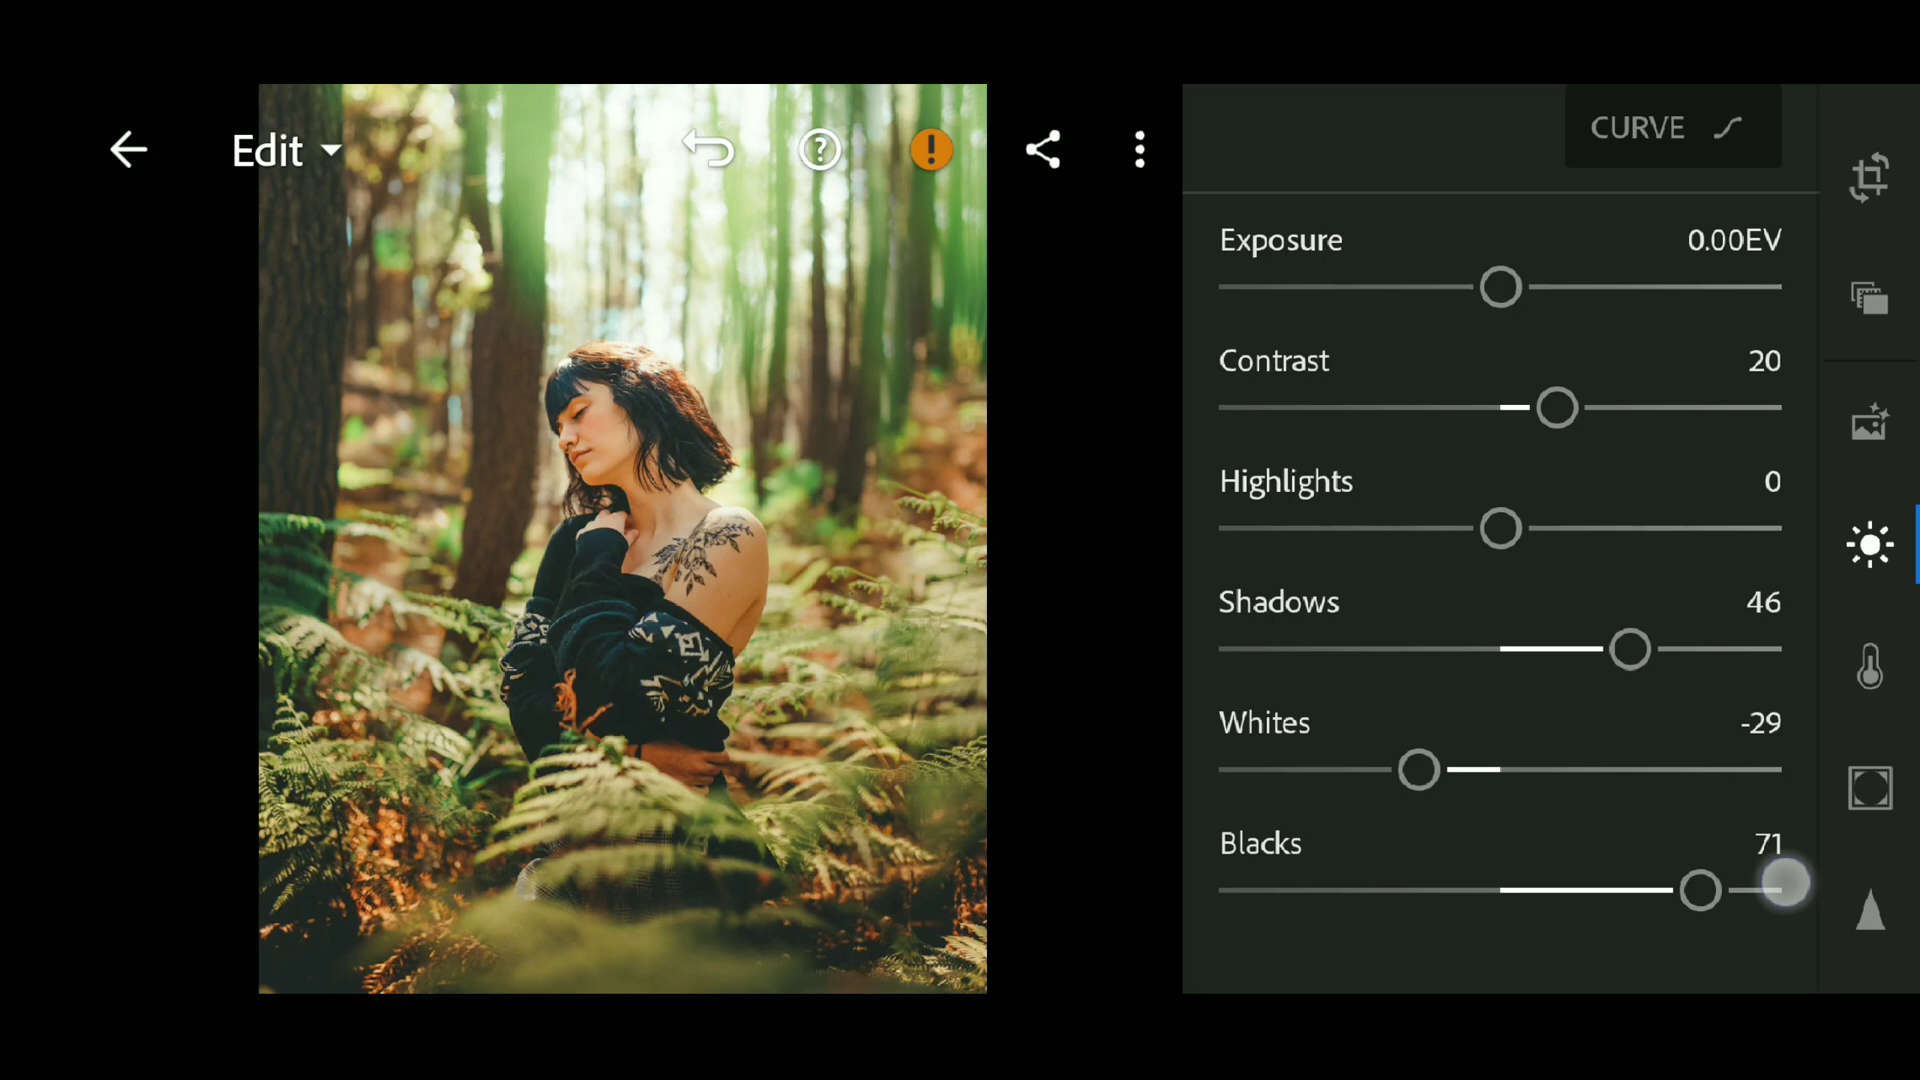 Edit
CURVE
Exposure 0.00EV
Contrast 20
Highlights 0
Shadows 46
Whites -29
Blacks 71